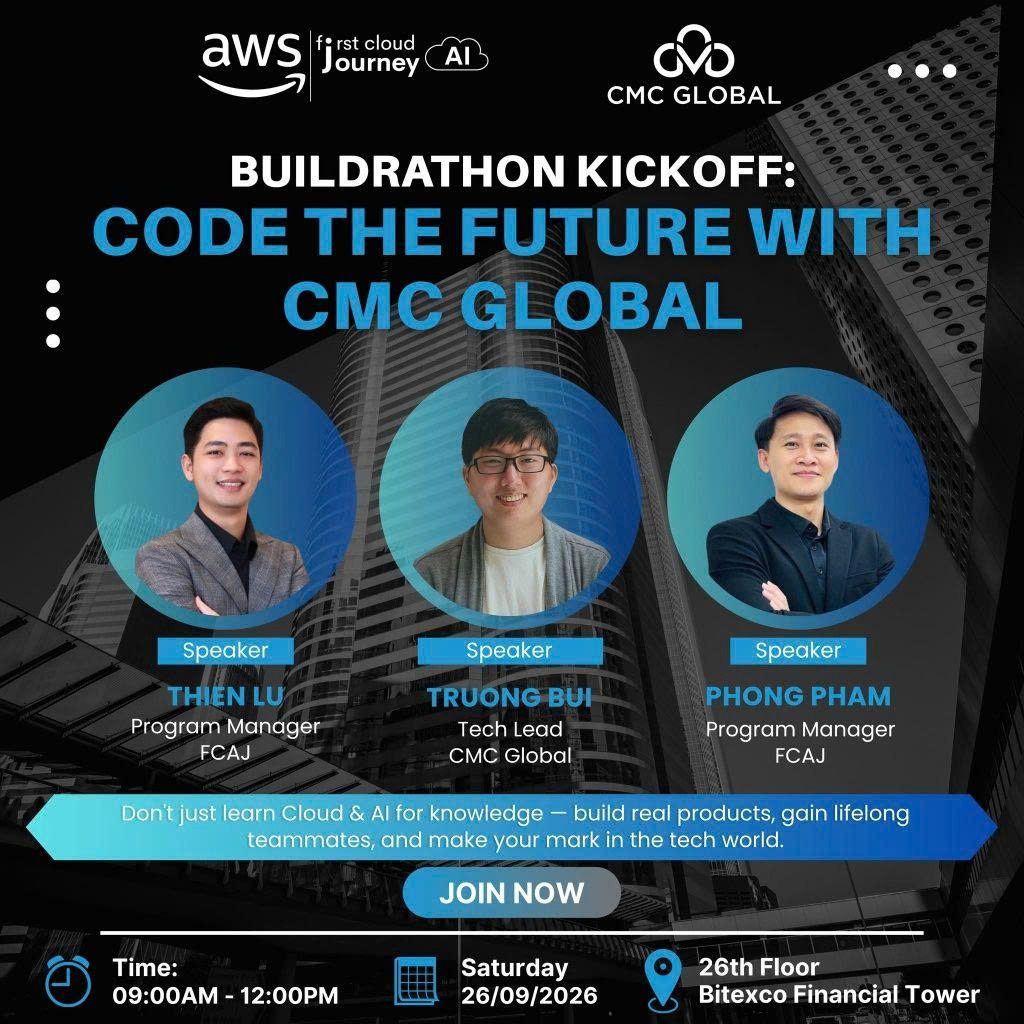 aws first cloud journey AI
CMC GLOBAL
BUILDRATHON KICKOFF:
CODE THE FUTURE WITH
CMC GLOBAL
Speaker
THIEN LU
Program Manager
FCAJ
Speaker
TRUONG BUI
Tech Lead
CMC Global
Speaker
PHONG PHAM
Program Manager
FCAJ
Don't just learn Cloud & AI for knowledge — build real products, gain lifelong
teammates, and make your mark in the tech world.
JOIN NOW
Time:
09:00AM - 12:00PM
Saturday
26/09/2026
26th Floor
Bitexco Financial Tower